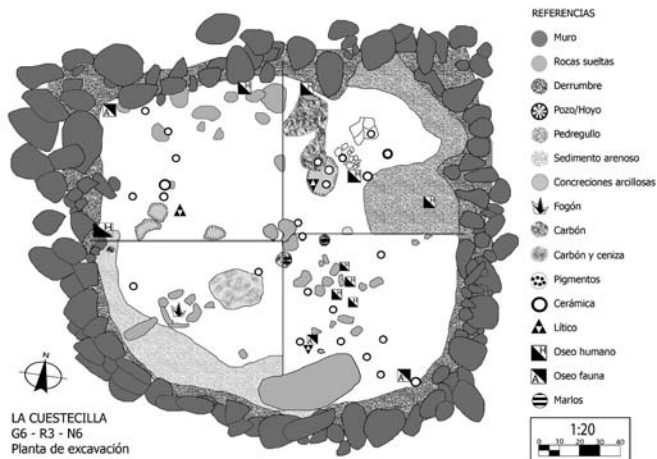 REFERENCIAS
Muro
Rocas sueltas
Derrumbe
Pozo/Hoyo
Pedregullo
Sedimento arenoso
Concreciones arcillosas
Fogón
Carbón
Carbón y ceniza
Pigmentos
Cerámica
Lítico
H Oseo humano
A Oseo fauna
Marlos
N
LA CUESTECILLA
G6 - R3 - N6
Planta de excavación
1:20
0 10 20 30 40